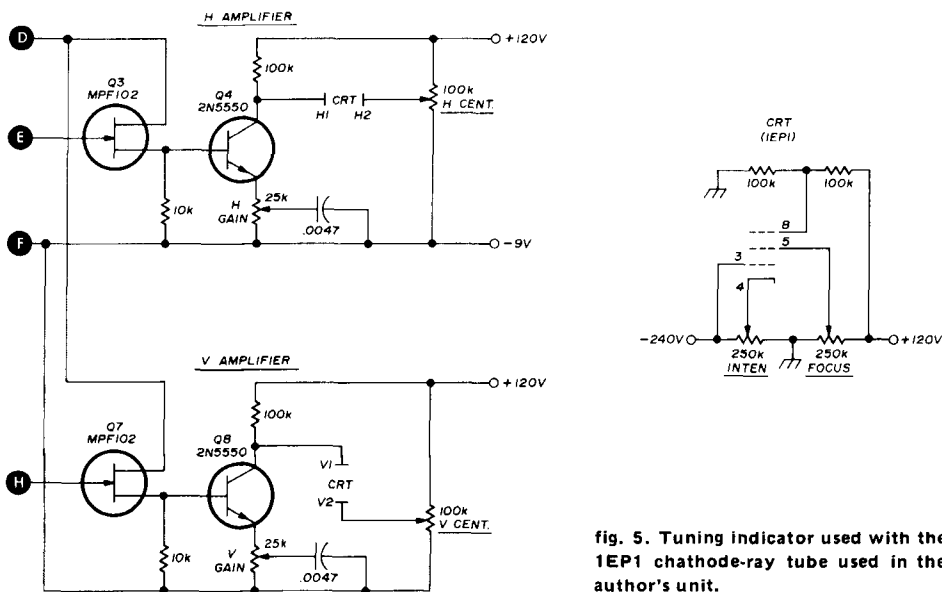 H AMPLIFIER
D
+120V
100k
Q3
MPF102
Q4
2N5550
CRT
H1
H2
100k
H CENT.
E
25k
H
GAIN
10k
.0047
F
-9V
CRT
(1EP1)
100k
100k
8
5
3
4
-240V
+120V
250k
INTEN
250k
FOCUS
V AMPLIFIER
+120V
100k
Q7
MPF102
Q8
2N5550
V1
CRT
V2
100k
V CENT.
H
25k
V
GAIN
10k
.0047
fig. 5. Tuning indicator used with the
1EP1 chathode-ray tube used in the
author's unit.